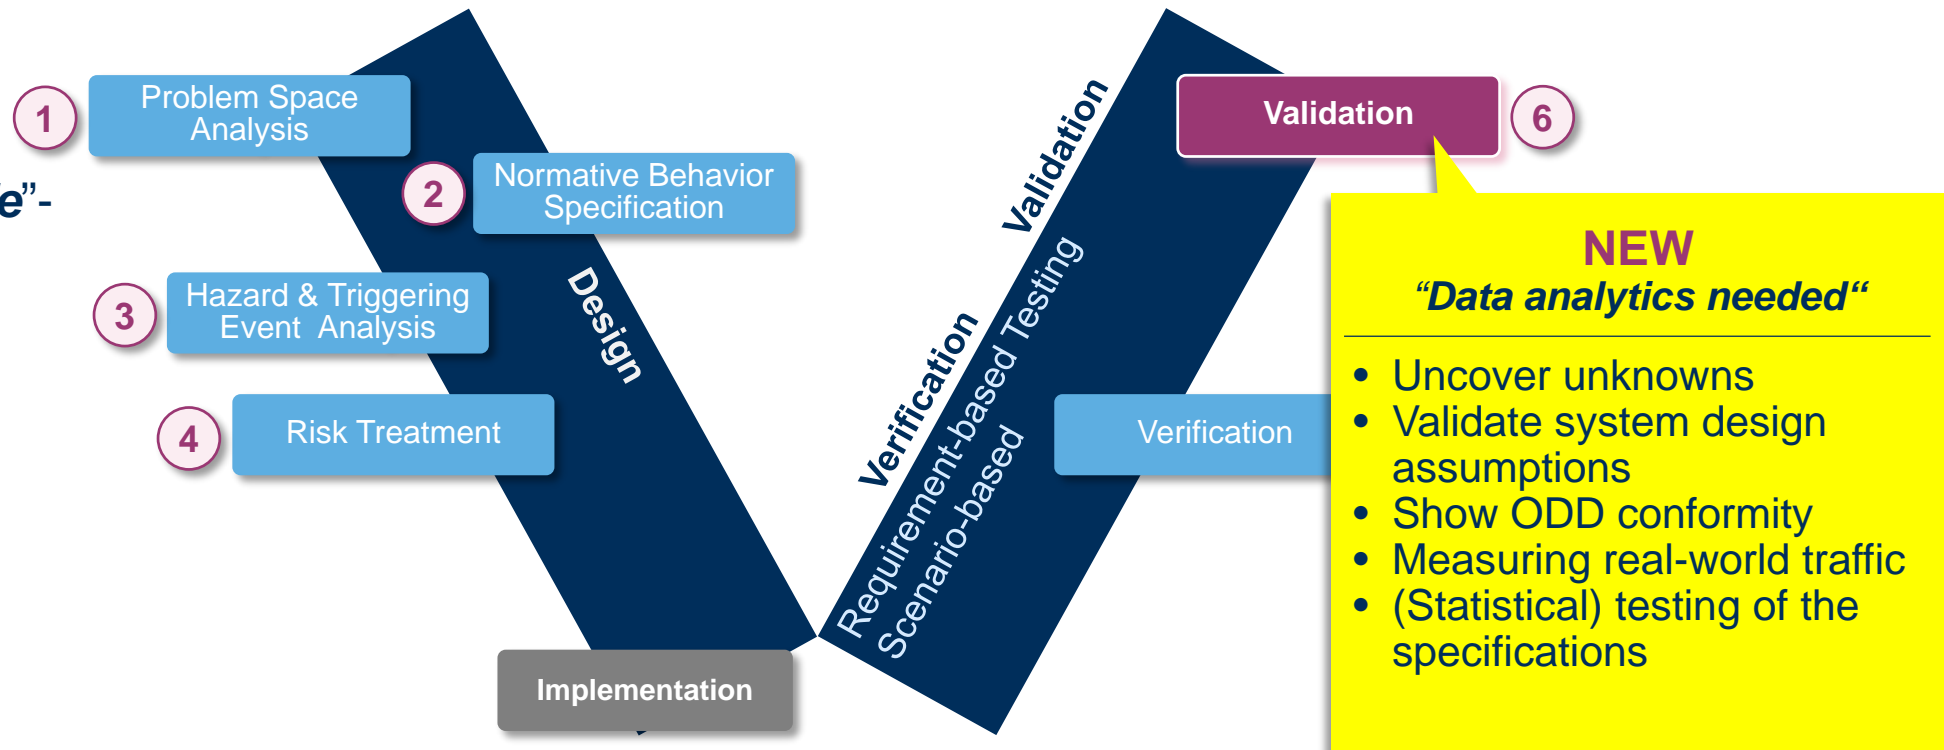 1
Problem Space
Analysis
e”-
2
Normative Behavior
Specification
3
Hazard & Triggering
Event Analysis
4
Risk Treatment
Design
Implementation
Verification
Validation
Requirement-based Testing
Scenario-based
Validation
6
Verification
NEW
“Data analytics needed“
• Uncover unknowns
• Validate system design
assumptions
• Show ODD conformity
• Measuring real-world traffic
• (Statistical) testing of the
specifications